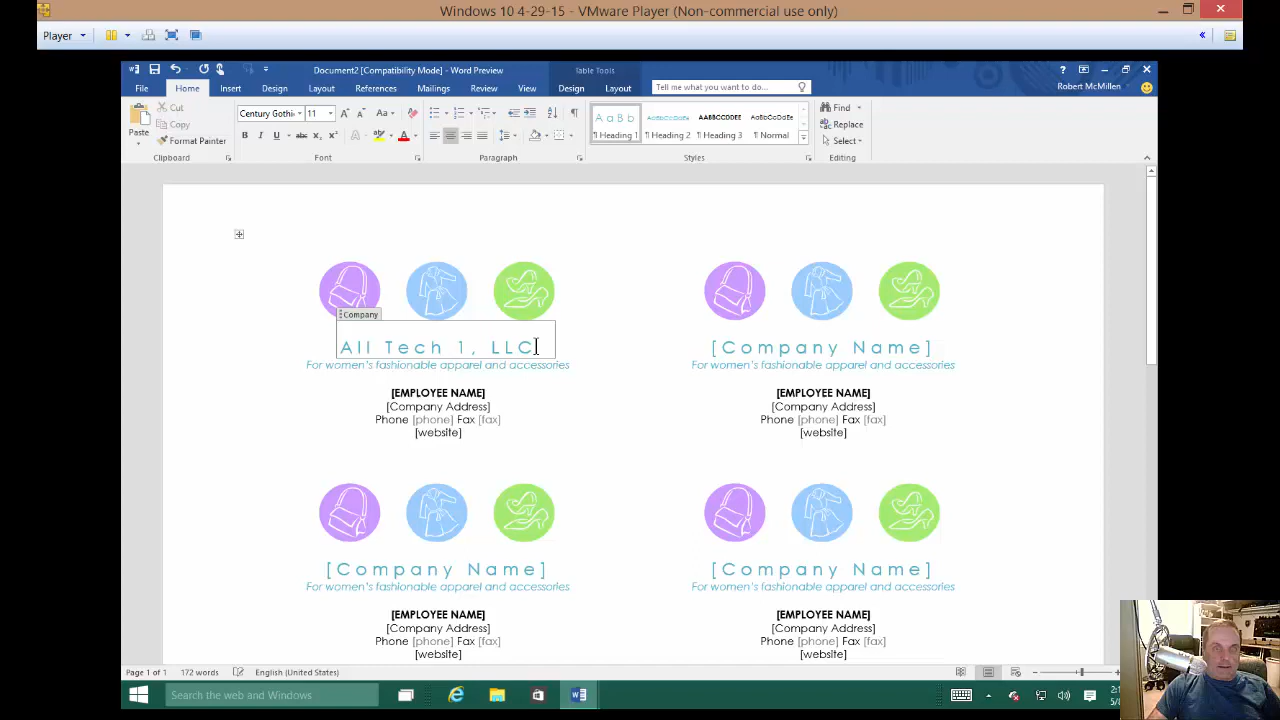 Windows 10 4-29-15 - VMware Player (Non-commercial use only)
Player
Document2 [Compatibility Mode] - Word Preview
Table Tools
File Home Insert Design Layout References Mailings Review View Design Layout
Tell me what you want to do...
Robert McMillen
Paste
Cut
Copy
Format Painter
Clipboard
Century Gothi
11
Font
Paragraph
AaBb
¶ Heading 1
AaBbCcDdEe
¶ Heading 2
AABBCCDDEE
¶ Heading 3
AaBbCcDdEe
¶ Normal
Styles
Find
Replace
Select
Editing
Company
All Tech 1, LLC
For women's fashionable apparel and accessories
[EMPLOYEE NAME]
[Company Address]
Phone [phone] Fax [fax]
[website]
[Company Name]
For women's fashionable apparel and accessories
[EMPLOYEE NAME]
[Company Address]
Phone [phone] Fax [fax]
[website]
[Company Name]
For women's fashionable apparel and accessories
[EMPLOYEE NAME]
[Company Address]
Phone [phone] Fax [fax]
[website]
[Company Name]
For women's fashionable apparel and accessories
[EMPLOYEE NAME]
[Company Address]
Phone [phone] Fax [fax]
[website]
Page 1 of 1 172 words English (United States)
Search the web and Windows